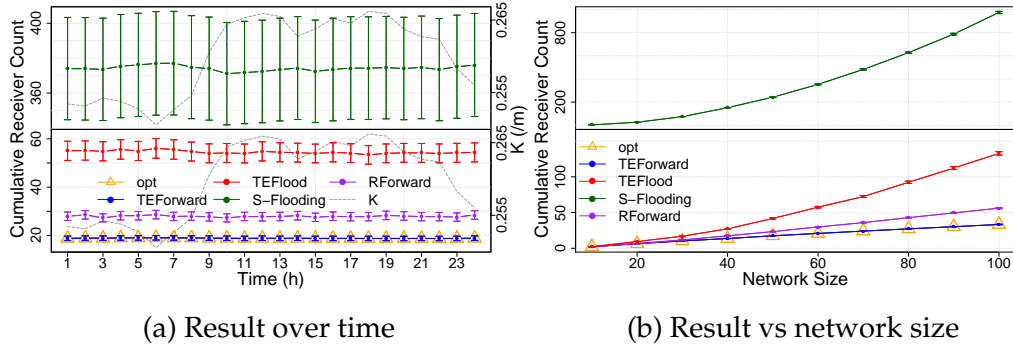 Cumulative Receiver Count
400
360
60
30
20
0.265
0.255
0.265
0.255
K (/m)
opt
TEFlood
RForward
TEForward
S-Flooding
K
1 3 5 7 9 11 13 15 17 19 21 23
Time (h)
(a) Result over time
Cumulative Receiver Count
800
200
100
50
0
opt
TEForward
TEFlood
S-Flooding
RForward
20 40 60 80 100
Network Size
(b) Result vs network size